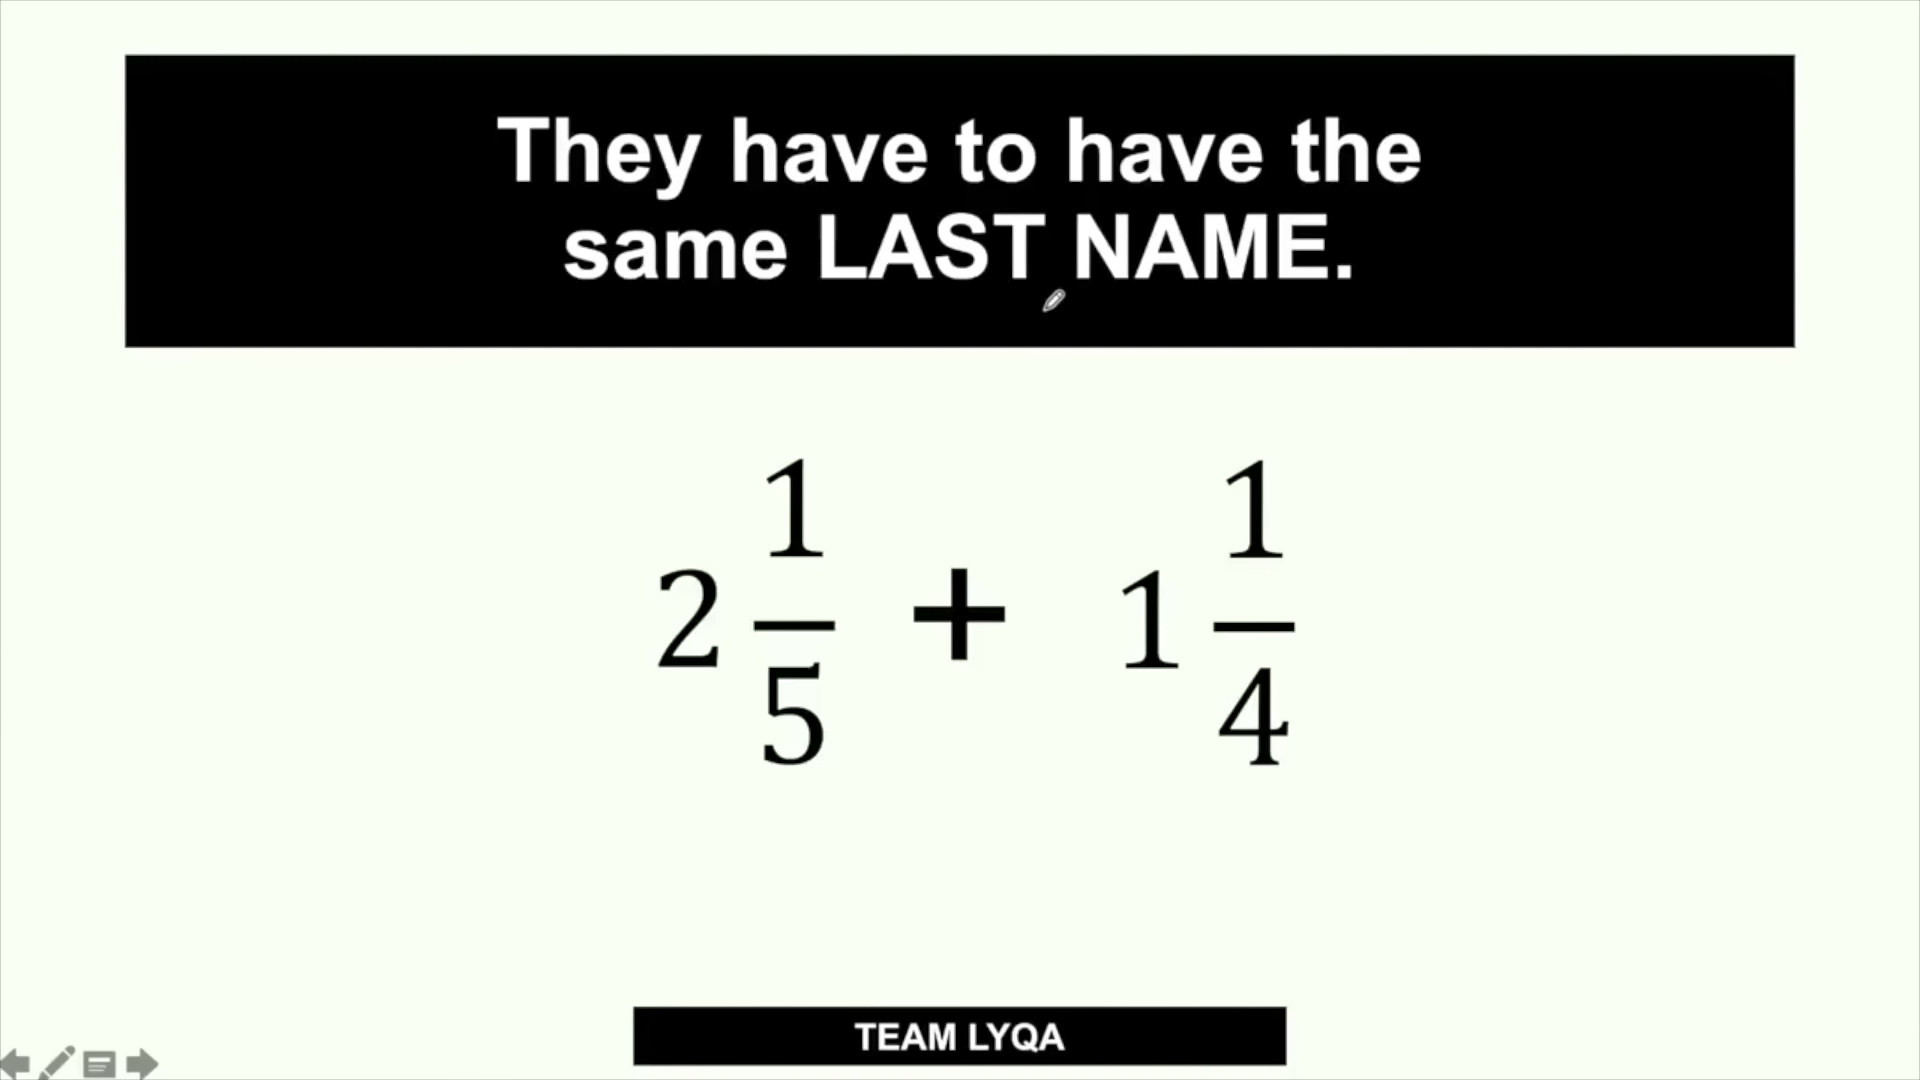 They have to have the
same LAST NAME.
2 1/5 + 1 1/4
TEAM LYQA